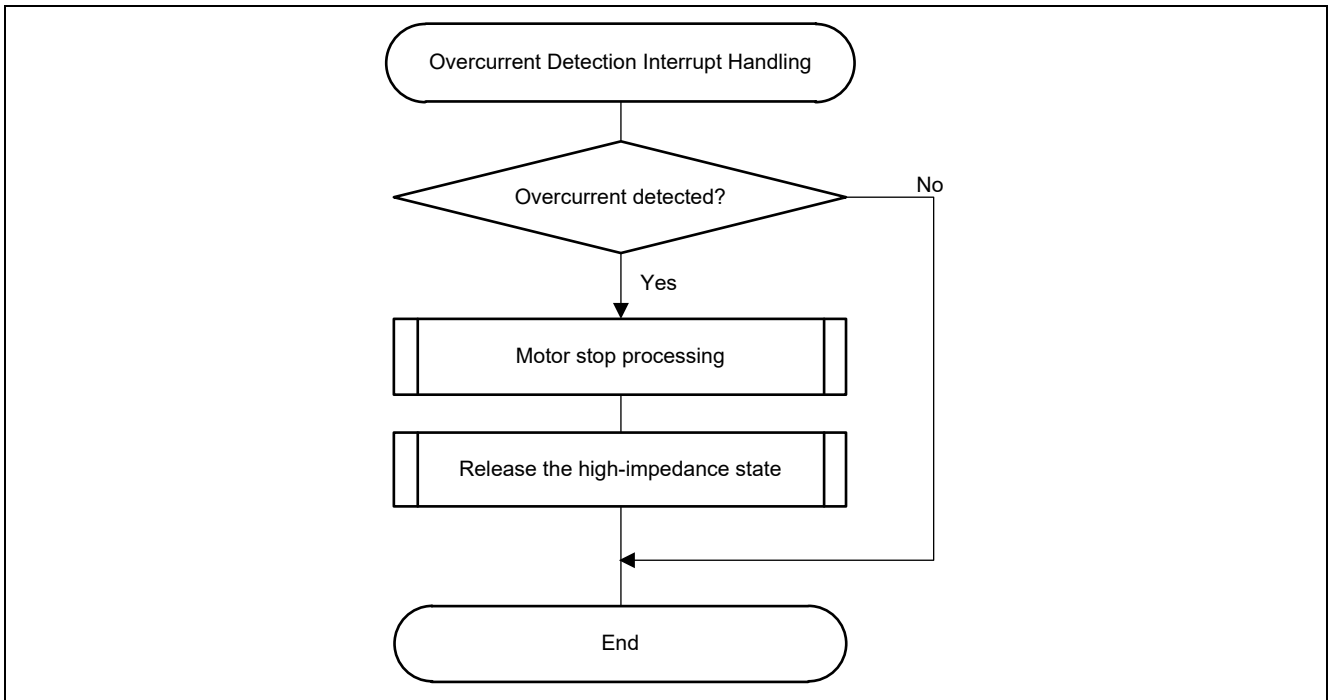 Overcurrent Detection Interrupt Handling
Overcurrent detected?
No
Yes
Motor stop processing
Release the high-impedance state
End